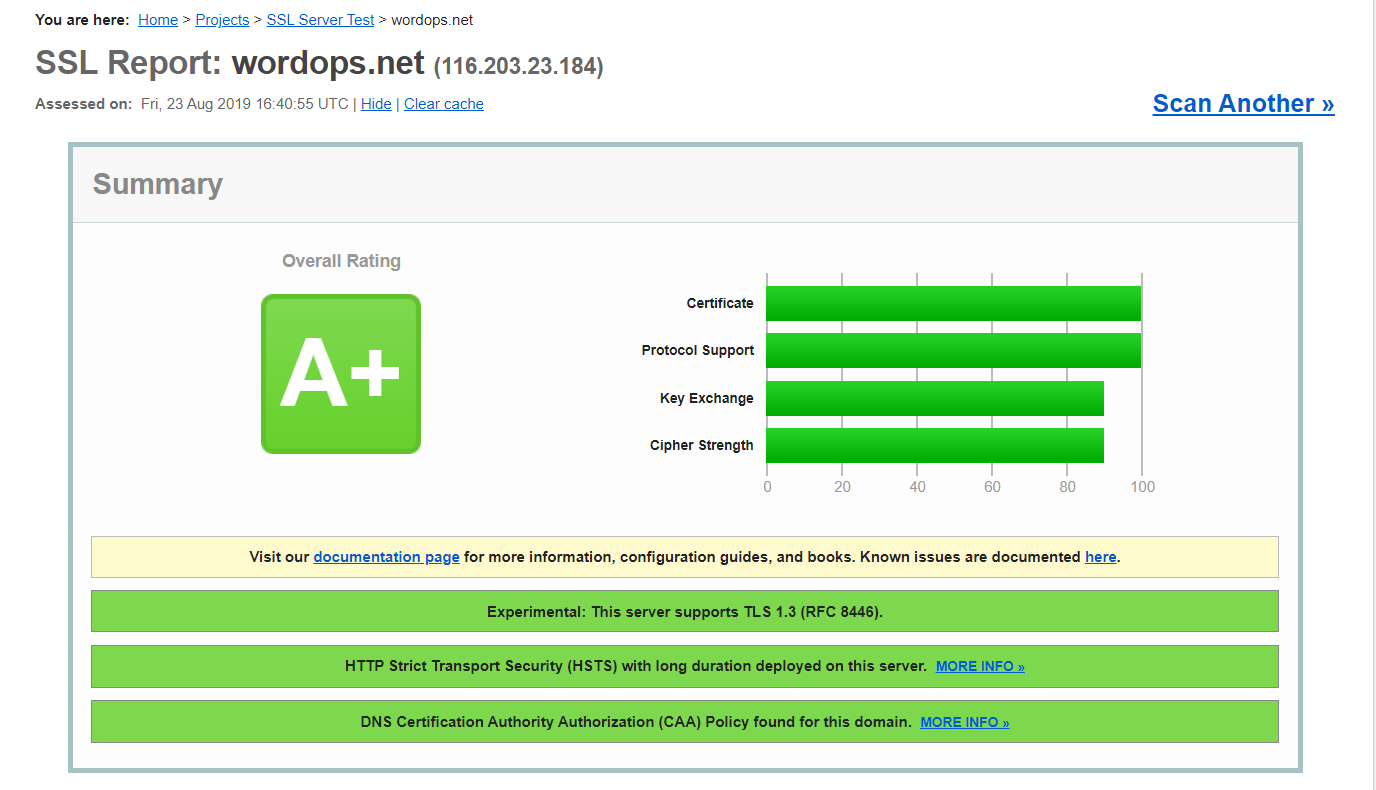 You are here: Home > Projects > SSL Server Test > wordops.net
SSL Report: wordops.net (116.203.23.184)
Assessed on: Fri, 23 Aug 2019 16:40:55 UTC | Hide | Clear cache
Scan Another »
Summary
Overall Rating
A+
Certificate
Protocol Support
Key Exchange
Cipher Strength
0 20 40 60 80 100
Visit our documentation page for more information, configuration guides, and books. Known issues are documented here.
Experimental: This server supports TLS 1.3 (RFC 8446).
HTTP Strict Transport Security (HSTS) with long duration deployed on this server. MORE INFO »
DNS Certification Authority Authorization (CAA) Policy found for this domain. MORE INFO »